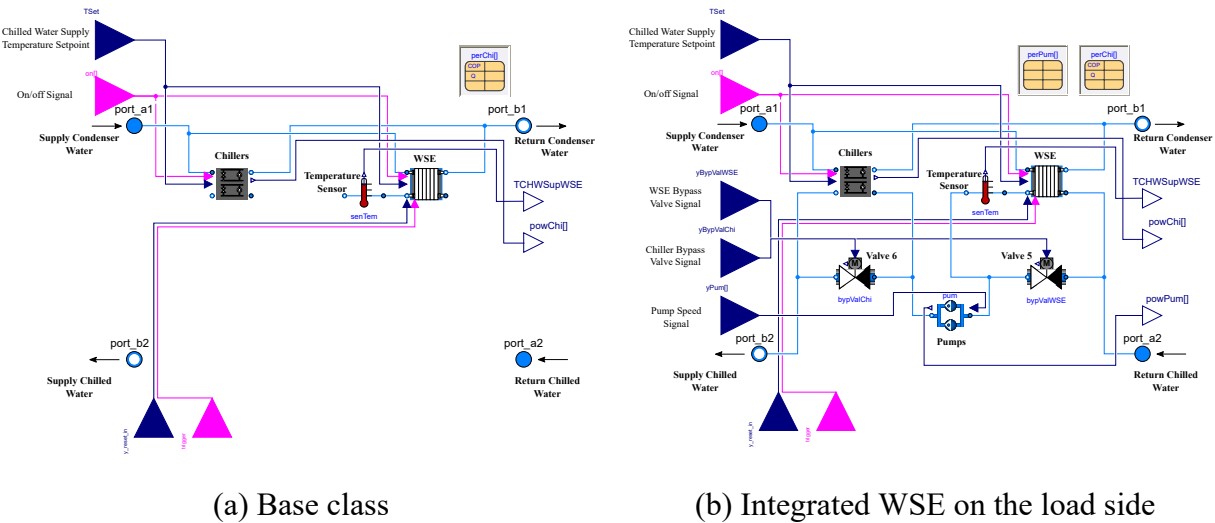 TSet
Chilled Water Supply
Temperature Setpoint
perChi[]
COP
Q
on[]
On/off Signal
port_a1
port_b1
Supply Condenser
Water
Return Condenser
Water
Chillers
Temperature
Sensor
WSE
senTem
TCHWSupWSE
powChi[]
port_b2
port_a2
Supply Chilled
Water
Return Chilled
Water
y_reset_in
trigger
(a) Base class
TSet
Chilled Water Supply
Temperature Setpoint
perPum[]
perChi[]
COP
Q
on[]
On/off Signal
port_a1
port_b1
Supply Condenser
Water
Return Condenser
Water
Chillers
Temperature
Sensor
WSE
yBypValWSE
WSE Bypass
Valve Signal
senTem
TCHWSupWSE
yBypValChi
Chiller Bypass
Valve Signal
powChi[]
Valve 6
M
Valve 5
M
bypValChi
bypValWSE
yPum[]
Pump Speed
Signal
pum
Pumps
powPum[]
port_b2
port_a2
Supply Chilled
Water
Return Chilled
Water
y_reset_in
trigger
(b) Integrated WSE on the load side